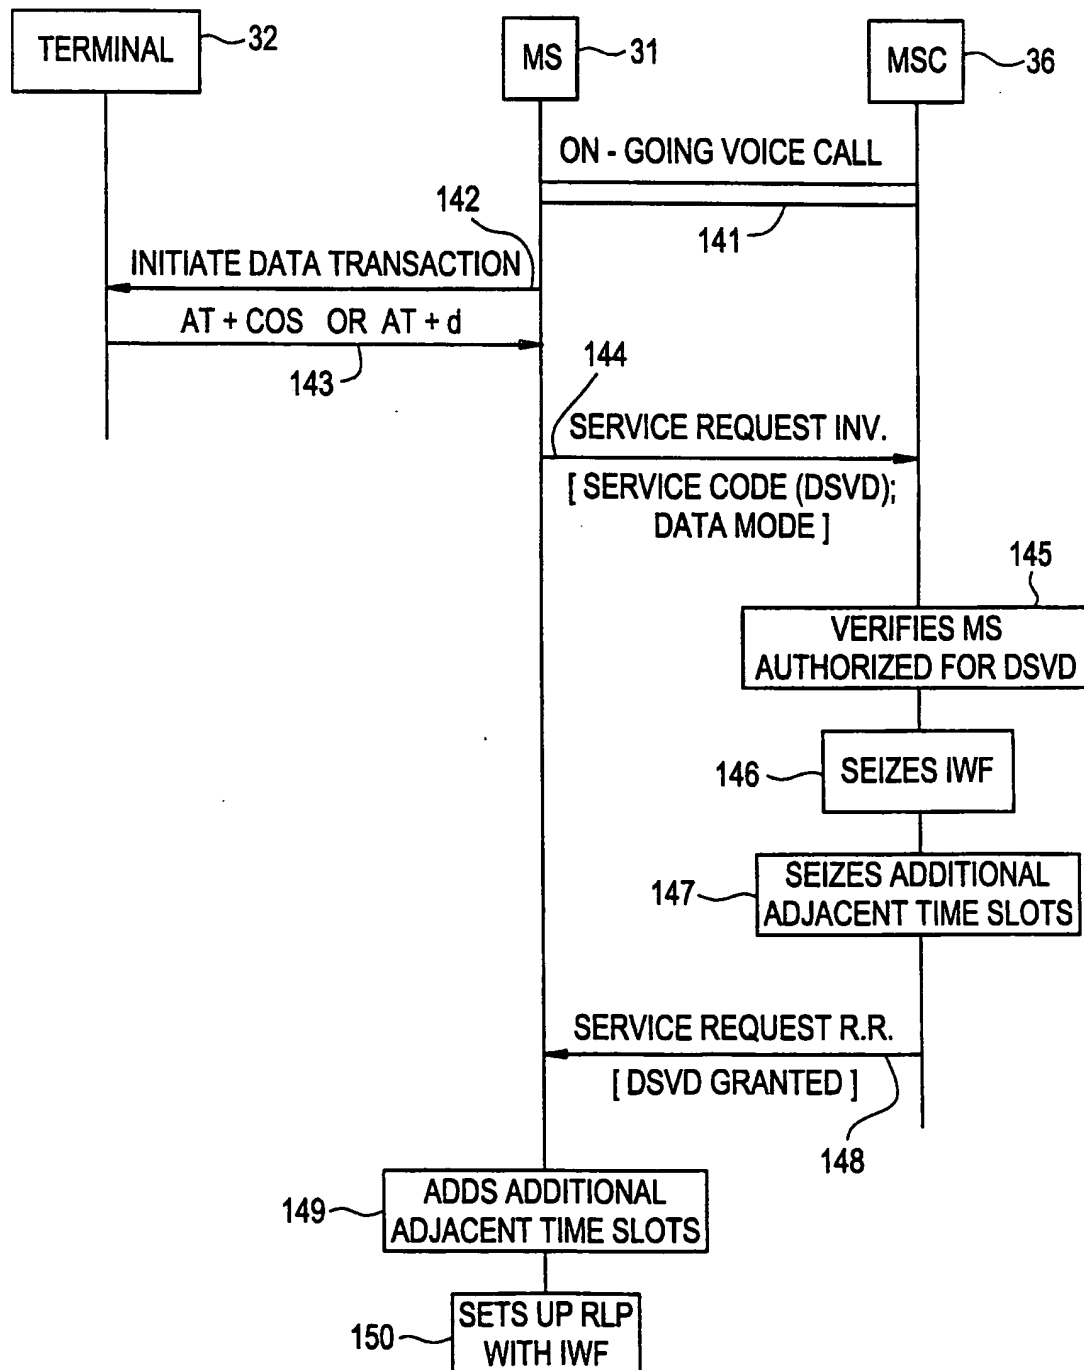 TERMINAL
32
MS
31
MSC
36
ON - GOING VOICE CALL
141
142
INITIATE DATA TRANSACTION
AT + COS OR AT + d
143
144
SERVICE REQUEST INV.
[ SERVICE CODE (DSVD);
DATA MODE ]
145
VERIFIES MS
AUTHORIZED FOR DSVD
146
SEIZES IWF
147
SEIZES ADDITIONAL
ADJACENT TIME SLOTS
SERVICE REQUEST R.R.
[ DSVD GRANTED ]
148
149
ADDS ADDITIONAL
ADJACENT TIME SLOTS
150
SETS UP RLP
WITH IWF